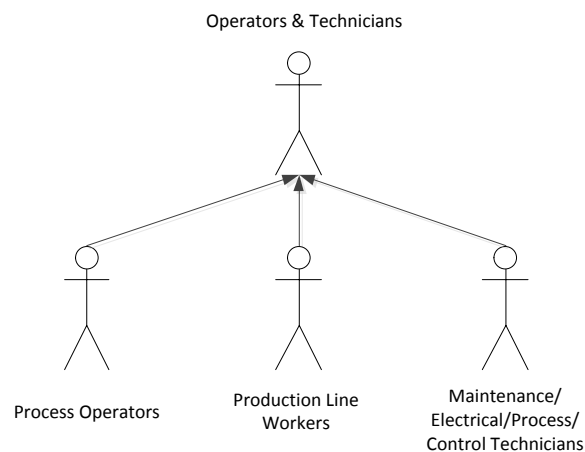 Operators & Technicians
Process Operators
Production Line
Workers
Maintenance/
Electrical/Process/
Control Technicians